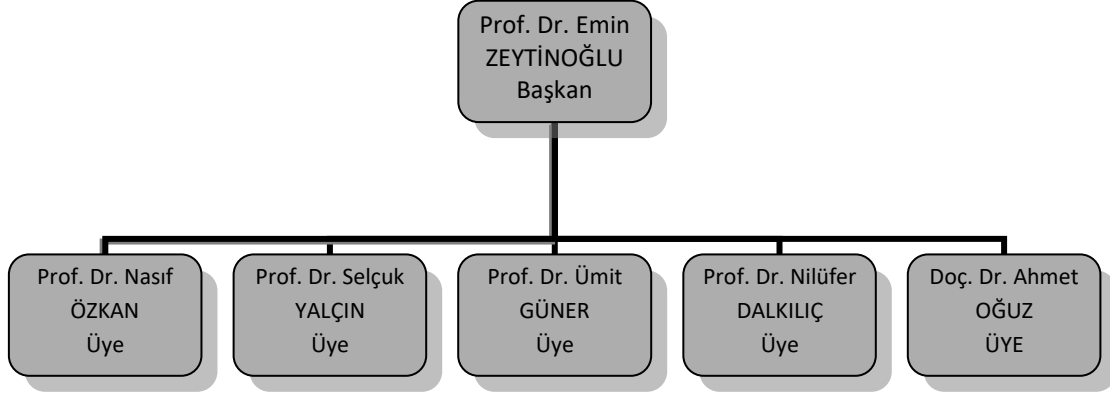 Prof. Dr. Emin
ZEYTİNOĞLU
Başkan
Prof. Dr. Nasıf
ÖZKAN
Üye
Prof. Dr. Selçuk
YALÇIN
Üye
Prof. Dr. Ümit
GÜNER
Üye
Prof. Dr. Nilüfer
DALKILIÇ
Üye
Doç. Dr. Ahmet
OĞUZ
ÜYE